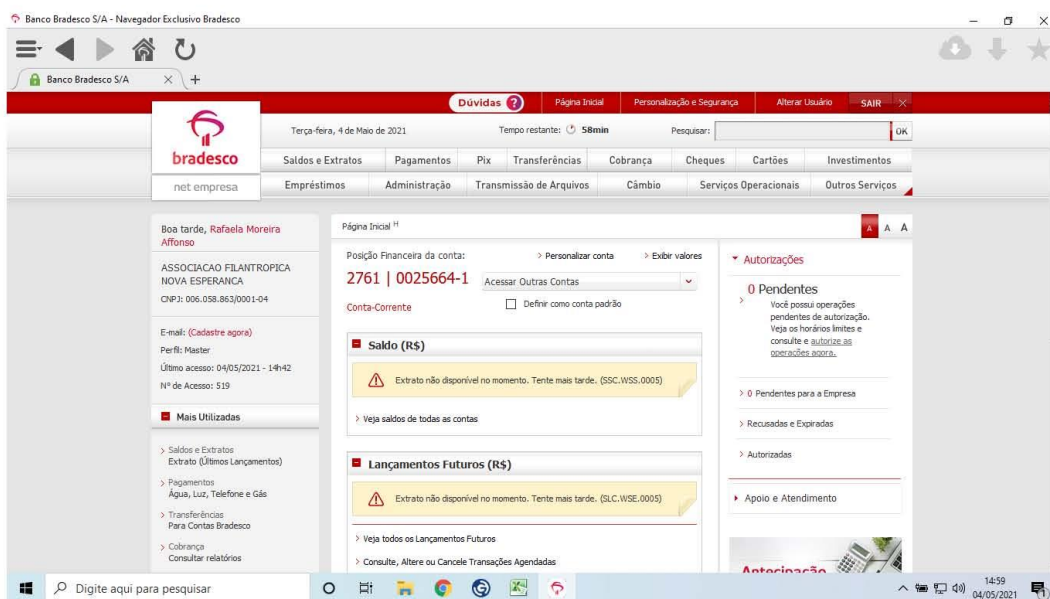 Banco Bradesco S/A - Navegador Exclusivo Bradesco
Banco Bradesco S/A
Dúvidas ? Página Inicial Personalização e Segurança Alterar Usuário SAIR X
bradesco
net empresa
Terça-feira, 4 de Maio de 2021 Tempo restante: 58min Pesquisar: OK
Saldos e Extratos Pagamentos Pix Transferências Cobrança Cheques Cartões Investimentos
Empréstimos Administração Transmissão de Arquivos Câmbio Serviços Operacionais Outros Serviços
Boa tarde, Rafaela Moreira
Affonso
ASSOCIACAO FILANTROPICA
NOVA ESPERANCA
CNPJ: 006.058.863/0001-04
E-mail: (Cadastre agora)
Perfil: Master
Último acesso: 04/05/2021 - 14h42
Nº de Acesso: 519
Mais Utilizadas
Saldos e Extratos
Extrato (Últimos Lançamentos)
Pagamentos
Água, Luz, Telefone e Gás
Transferências
Para Contas Bradesco
Cobrança
Consultar relatórios
Página Inicial H
A A A
Posição Financeira da conta: > Personalizar conta > Exibir valores
2761 | 0025664-1 Acessar Outras Contas
Conta-Corrente Definir como conta padrão
Saldo (R$)
Extrato não disponível no momento. Tente mais tarde. (SSC.WSS.0005)
> Veja saldos de todas as contas
Lançamentos Futuros (R$)
Extrato não disponível no momento. Tente mais tarde. (SLC.WSE.0005)
> Veja todos os Lançamentos Futuros
> Consulte, Altere ou Cancele Transações Agendadas
Autorizações
0 Pendentes
Você possui operações
pendentes de autorização.
Veja os horários limites e
consulte e autorize as
operações agora.
> 0 Pendentes para a Empresa
> Recusadas e Expiradas
> Autorizadas
Apoio e Atendimento
Antecipação
Digite aqui para pesquisar
14:59
04/05/2021